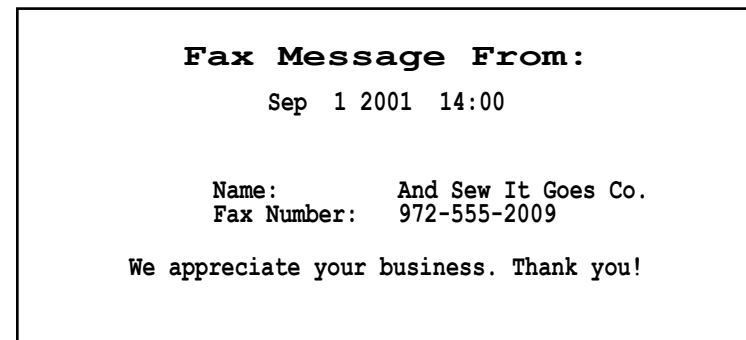 Fax Message From:
Sep 1 2001 14:00
Name: And Sew It Goes Co.
Fax Number: 972-555-2009
We appreciate your business. Thank you!